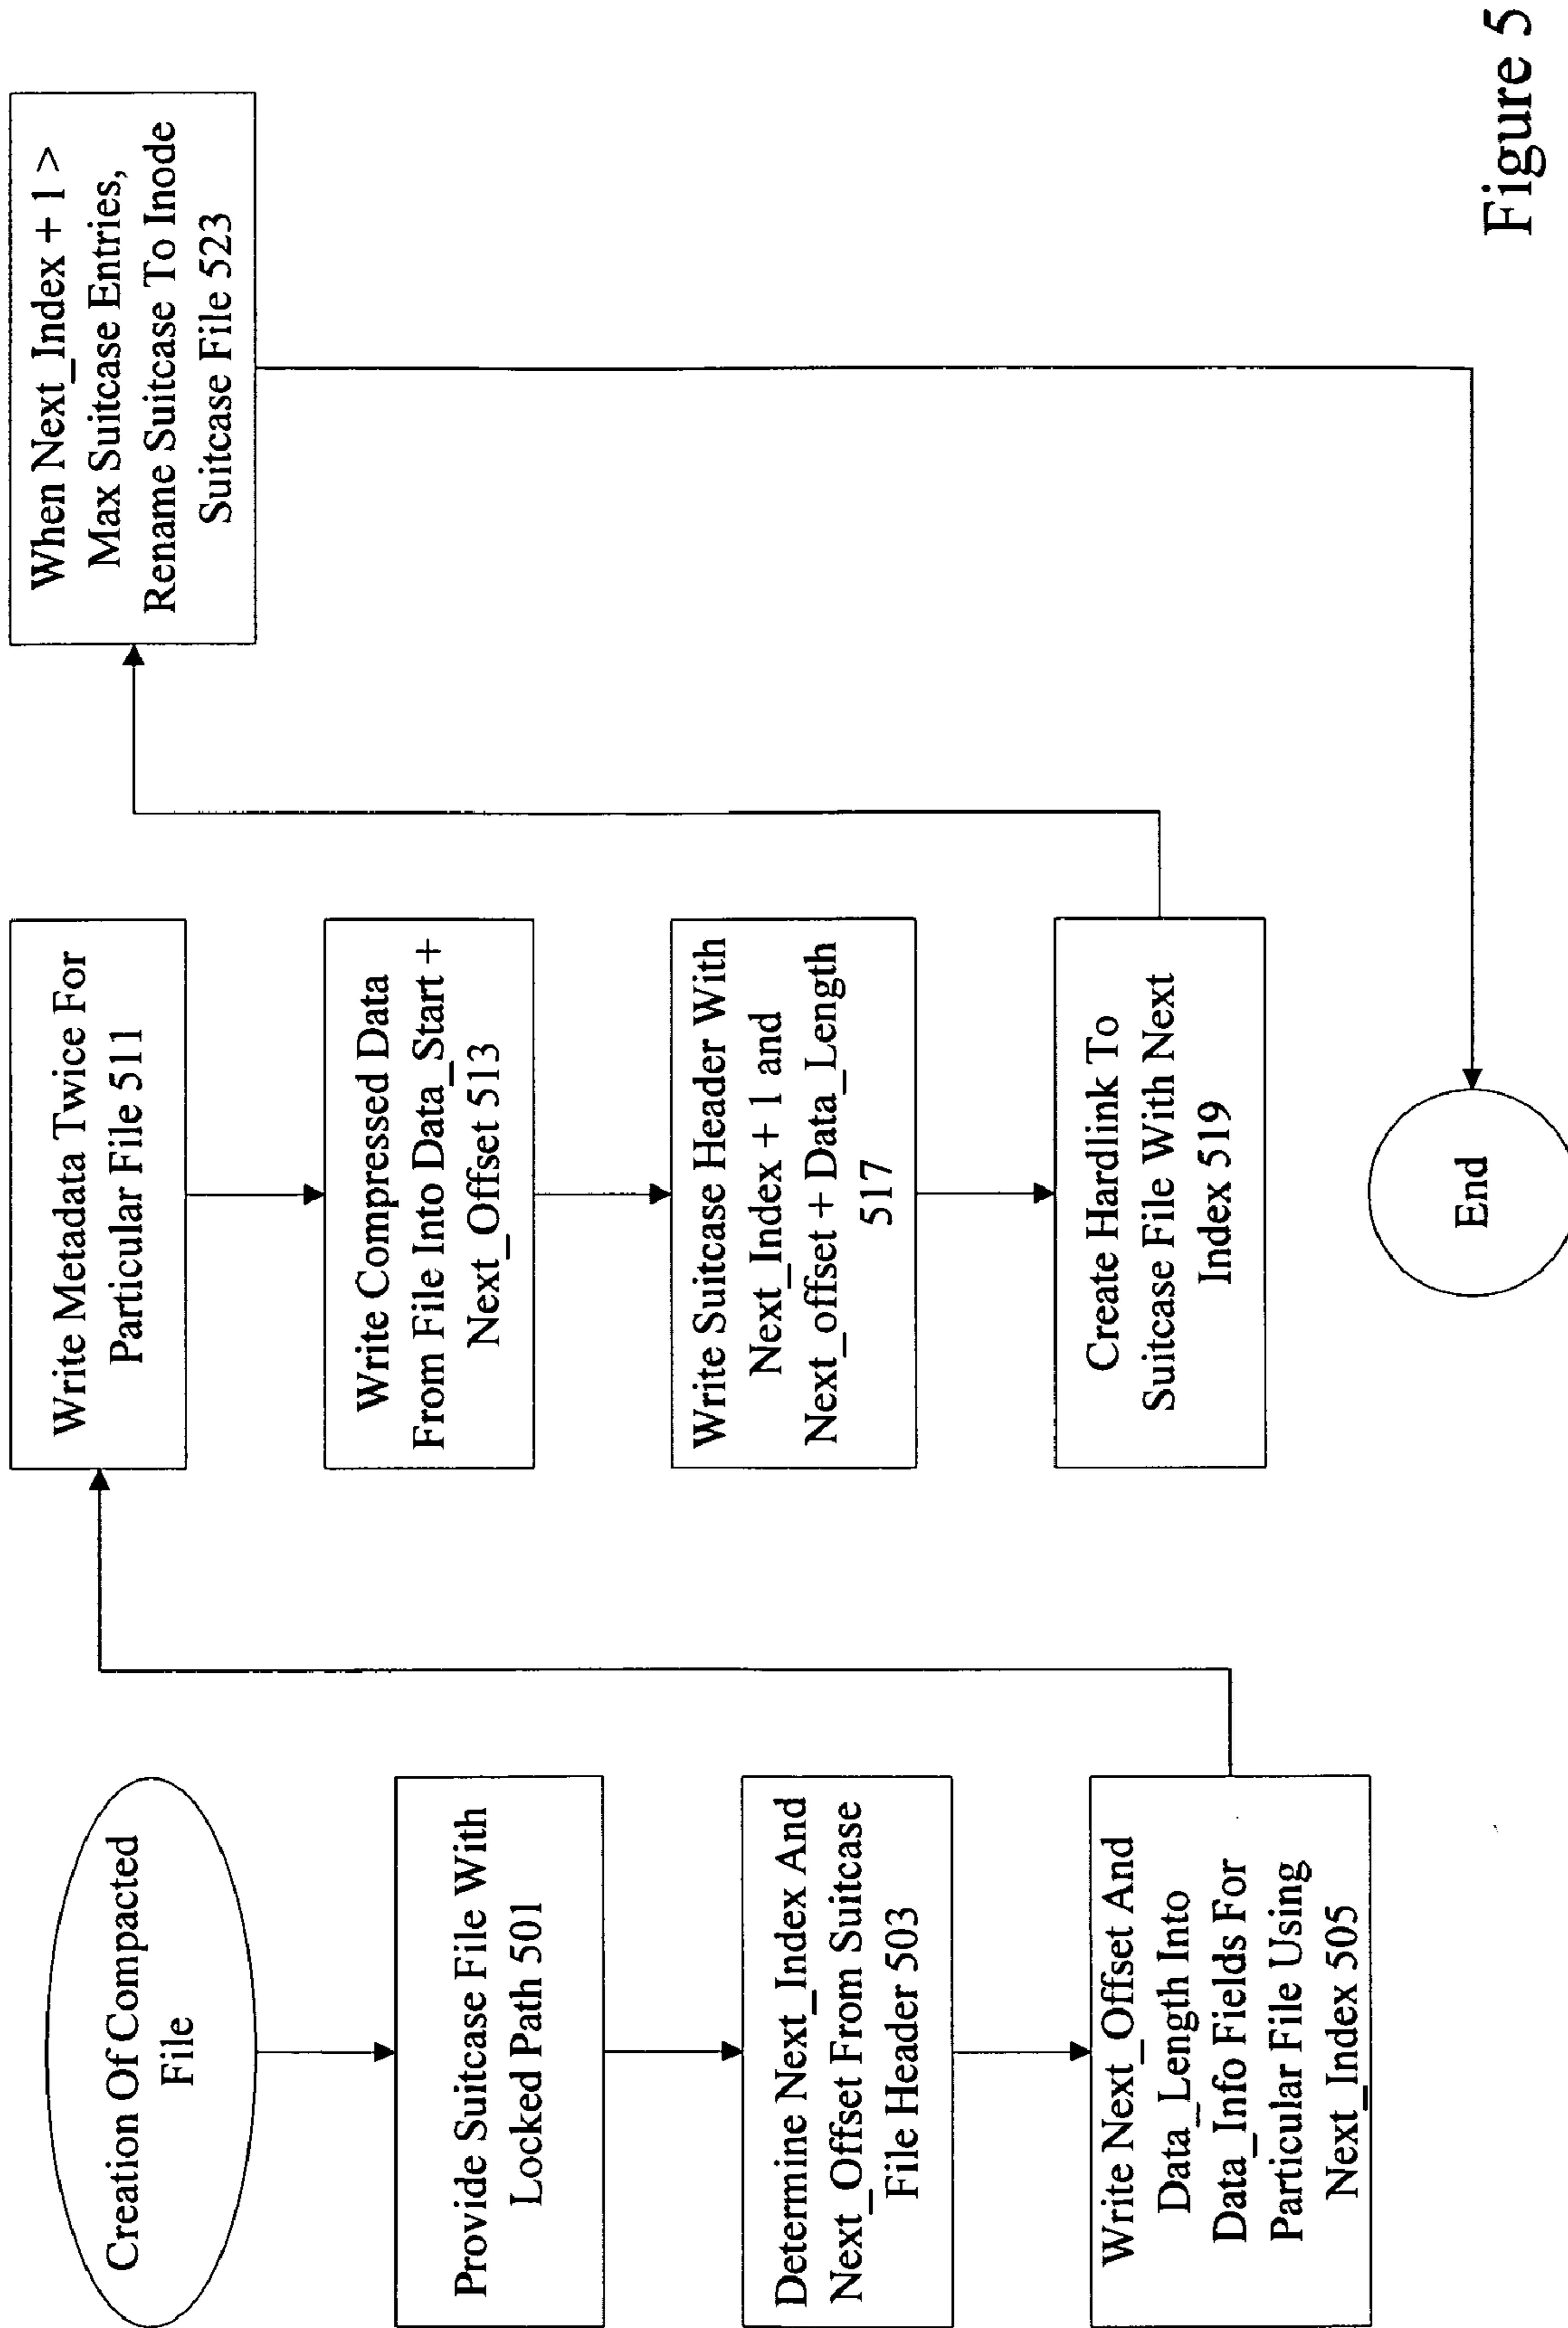 Creation Of Compacted
File
Provide Suitcase File With
Locked Path 501
Determine Next_Index And
Next_Offset From Suitcase
File Header 503
Write Next_Offset And
Data_Length Into
Data_Info Fields For
Particular File Using
Next_Index 505
Write Metadata Twice For
Particular File 511
Write Compressed Data
From File Into Data_Start +
Next_Offset 513
Write Suitcase Header With
Next_Index + 1 and
Next_offset + Data_Length
517
Create Hardlink To
Suitcase File With Next
Index 519
When Next_Index + 1 >
Max Suitcase Entries,
Rename Suitcase To Inode
Suitcase File 523
End
Figure 5